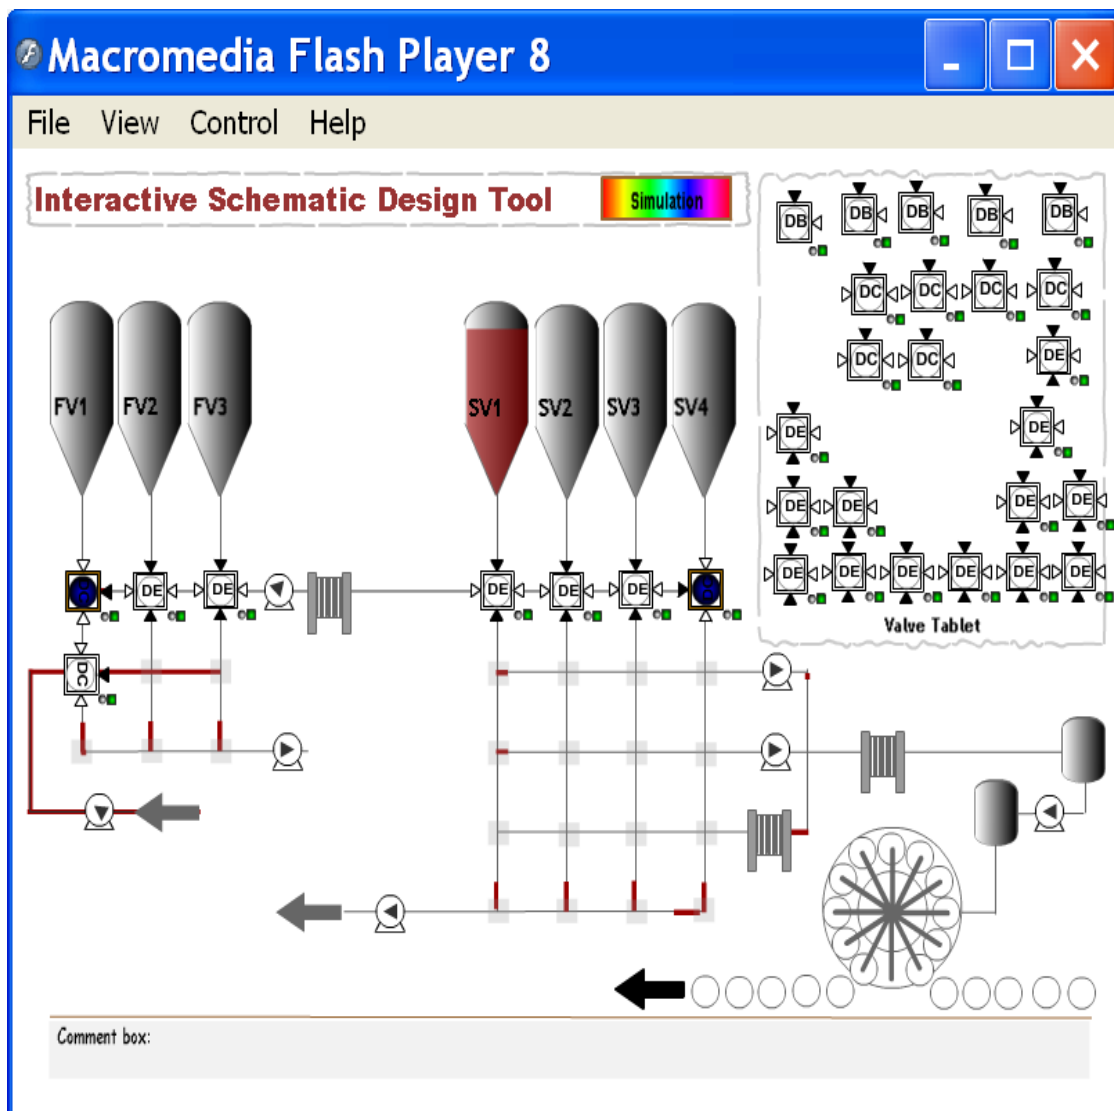 Macromedia Flash Player 8
File View Control Help
Interactive Schematic Design Tool
Simulation
DB DB DB DB DB
DC DC DC DC
DC DC DE
FV1 FV2 FV3 SV1 SV2 SV3 SV4
DE DE
DE DE DE DE
DE DE DE DE DE DE
DE DE DE DE DE
Valve Tablet
DC
Comment box: